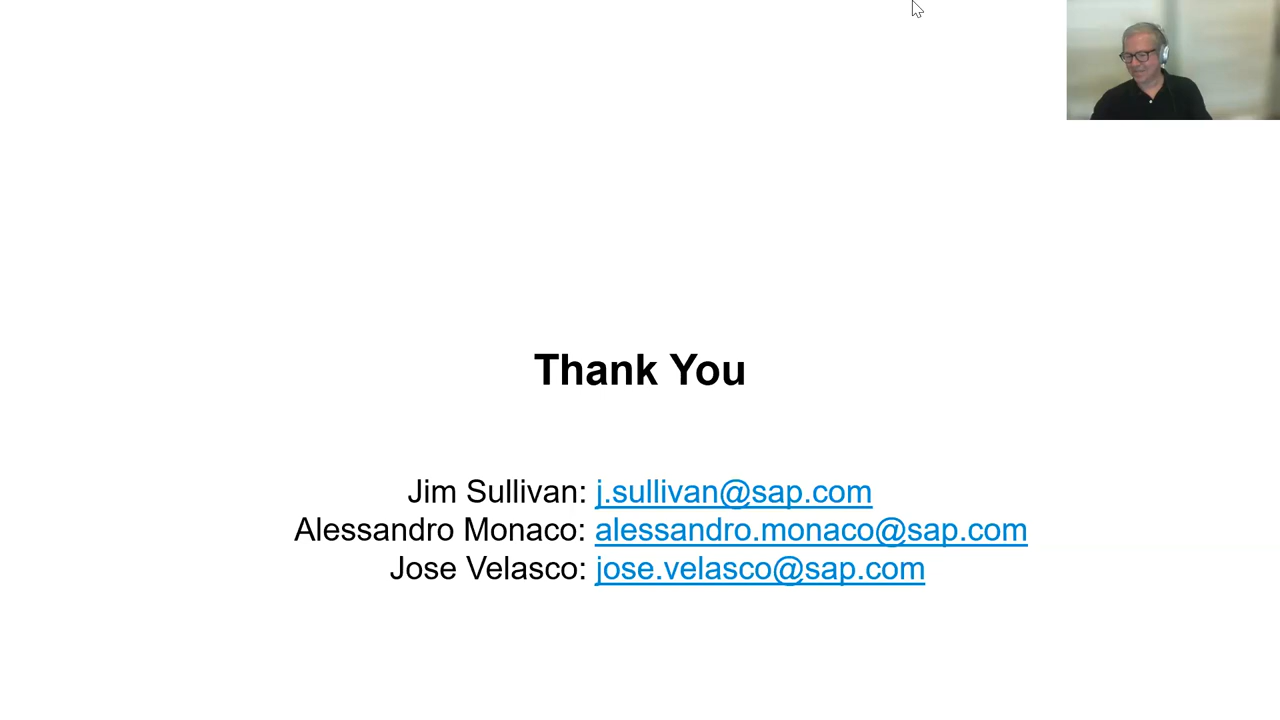 Thank You
Jim Sullivan: j.sullivan@sap.com
Alessandro Monaco: alessandro.monaco@sap.com
Jose Velasco: jose.velasco@sap.com